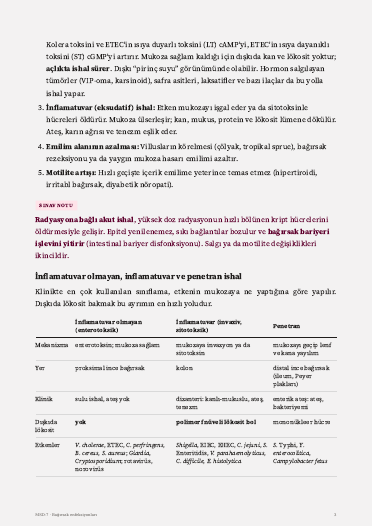 Kolera toksini ve ETEC'in ısıya duyarlı toksini (LT) cAMP'yi, ETEC'in ısıya dayanıklı
toksini (ST) cGMP'yi artırır. Mukoza sağlam kaldığı için dışkıda kan ve lökosit yoktur;
açlıkta ishal sürer. Dışkı "pirinç suyu" görünümünde olabilir. Hormon salgılayan
tümörler (VIP-oma, karsinoid), safra asitleri, laksatifler ve bazı ilaçlar da bu yolla
ishal yapar.
3. İnflamatuvar (eksudatif) ishal: Etken mukozayı işgal eder ya da sitotoksinle
hücreleri öldürür. Mukoza ülserleşir; kan, mukus, protein ve lökosit lümene dökülür.
Ateş, karın ağrısı ve tenezm eşlik eder.
4. Emilim alanının azalması: Villusların körelmesi (çölyak, tropikal sprue), bağırsak
rezeksiyonu ya da yaygın mukoza hasarı emilimi azaltır.
5. Motilite artışı: Hızlı geçişte içerik emilime yeterince temas etmez (hipertiroidi,
irritabl bağırsak, diyabetik nöropati).
SINAV NOTU
Radyasyona bağlı akut ishal, yüksek doz radyasyonun hızlı bölünen kript hücrelerini
öldürmesiyle gelişir. Epitel yenilenemez, sıkı bağlantılar bozulur ve bağırsak bariyeri
işlevini yitirir (intestinal bariyer disfonksiyonu). Salgı ya da motilite değişiklikleri
ikincildir.
İnflamatuvar olmayan, inflamatuvar ve penetran ishal
Klinikte en çok kullanılan sınıflama, etkenin mukozaya ne yaptığına göre yapılır.
Dışkıda lökosit bakmak bu ayrımın en hızlı yoludur.
İnflamatuvar olmayan (enterotoksik) İnflamatuvar (invaziv, sitotoksik) Penetran
Mekanizma enterotoksin; mukoza sağlam mukozaya invazyon ya da sitotoksin mukozayı geçip lenf ve kana yayılım
Yer proksimal ince bağırsak kolon distal ince bağırsak (ileum, Peyer plakları)
Klinik sulu ishal, ateş yok dizanteri: kanlı-mukuslu, ateş, tenezm enterik ateş: ateş, bakteriyemi
Dışkıda lökosit yok polimorfnüveli lökosit bol mononükleer hücre
Etkenler V. cholerae, ETEC, C. perfringens, B. cereus, S. aureus; Giardia, Cryptosporidium; rotavirüs, norovirüs Shigella, EIEC, EHEC, C. jejuni, S. Enteritidis, V. parahaemolyticus, C. difficile, E. histolytica S. Typhi, Y. enterocolitica, Campylobacter fetus